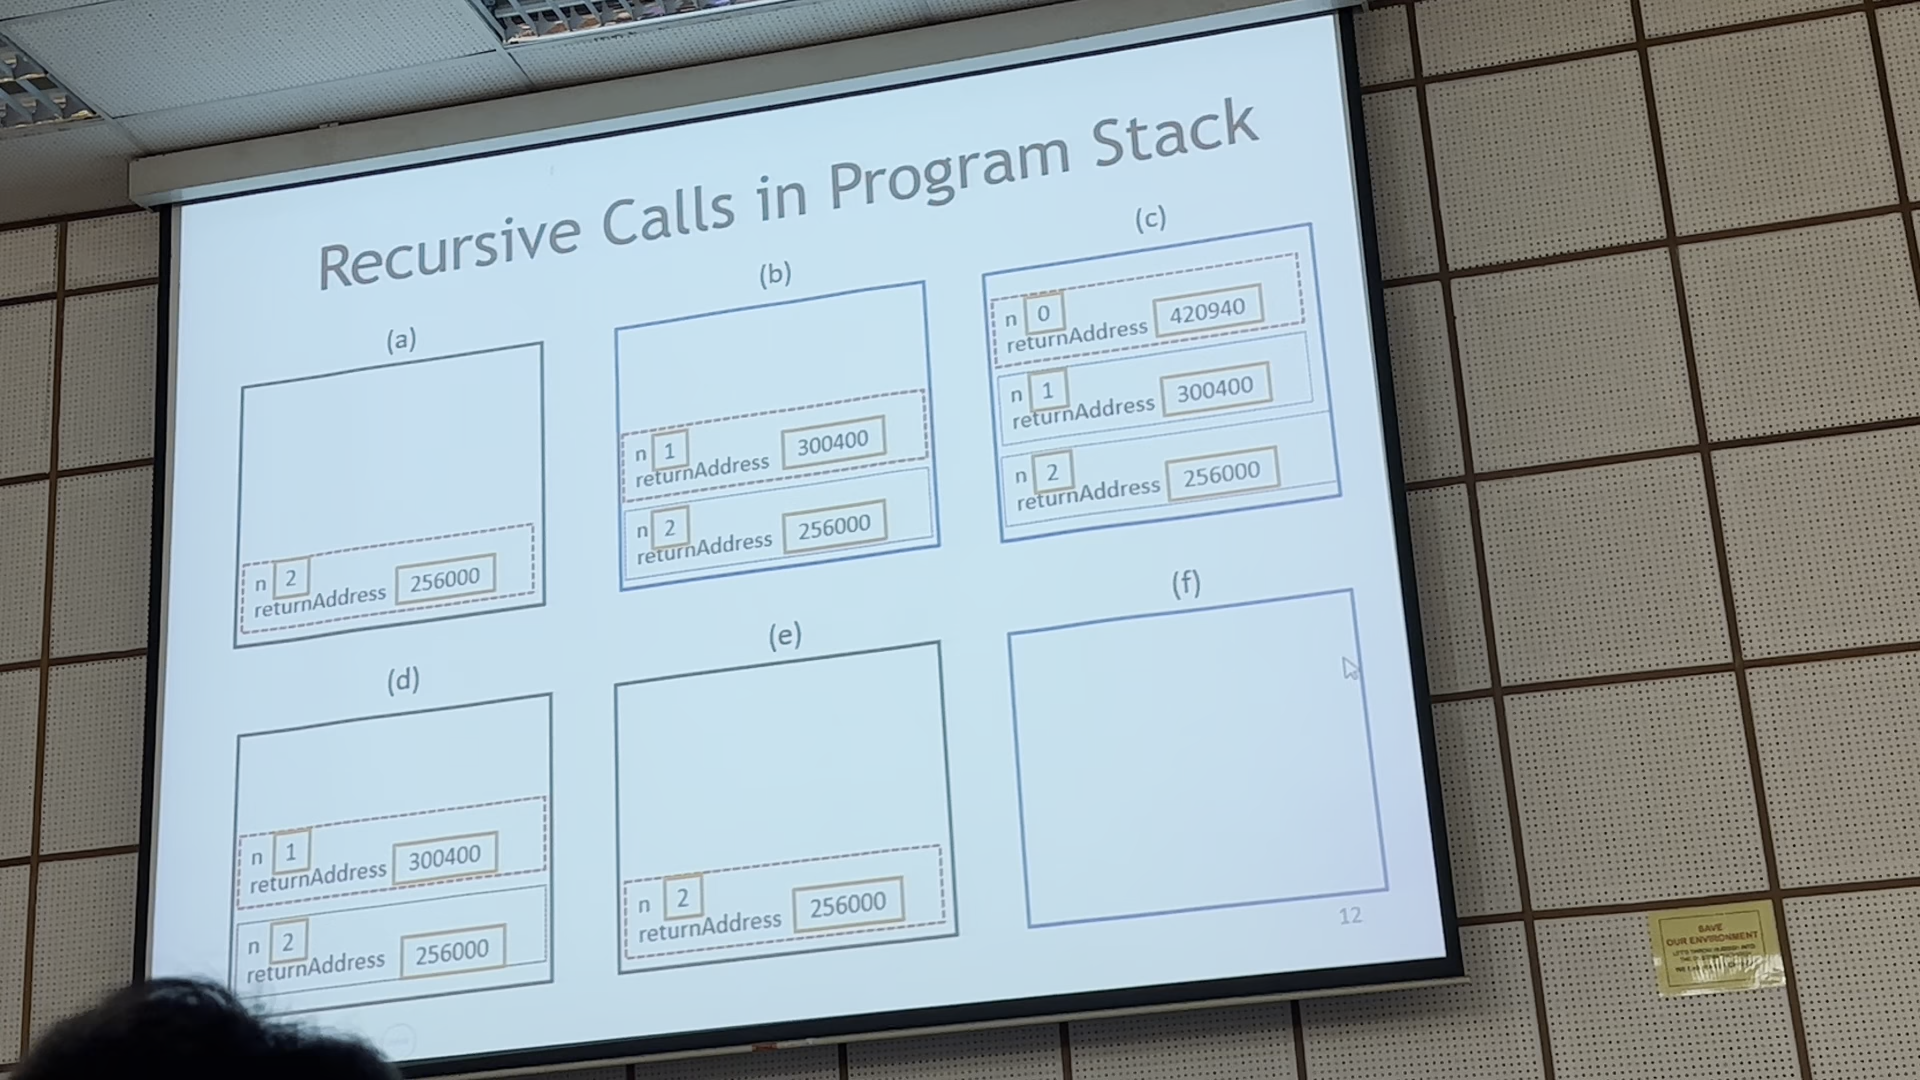 Recursive Calls in Program Stack
(a)
n 2
returnAddress 256000
(b)
n 1
returnAddress 300400
n 2
returnAddress 256000
(c)
n 0
returnAddress 420940
n 1
returnAddress 300400
n 2
returnAddress 256000
(d)
n 1
returnAddress 300400
n 2
returnAddress 256000
(e)
n 2
returnAddress 256000
(f)
12
SAVE
OUR ENVIRONMENT